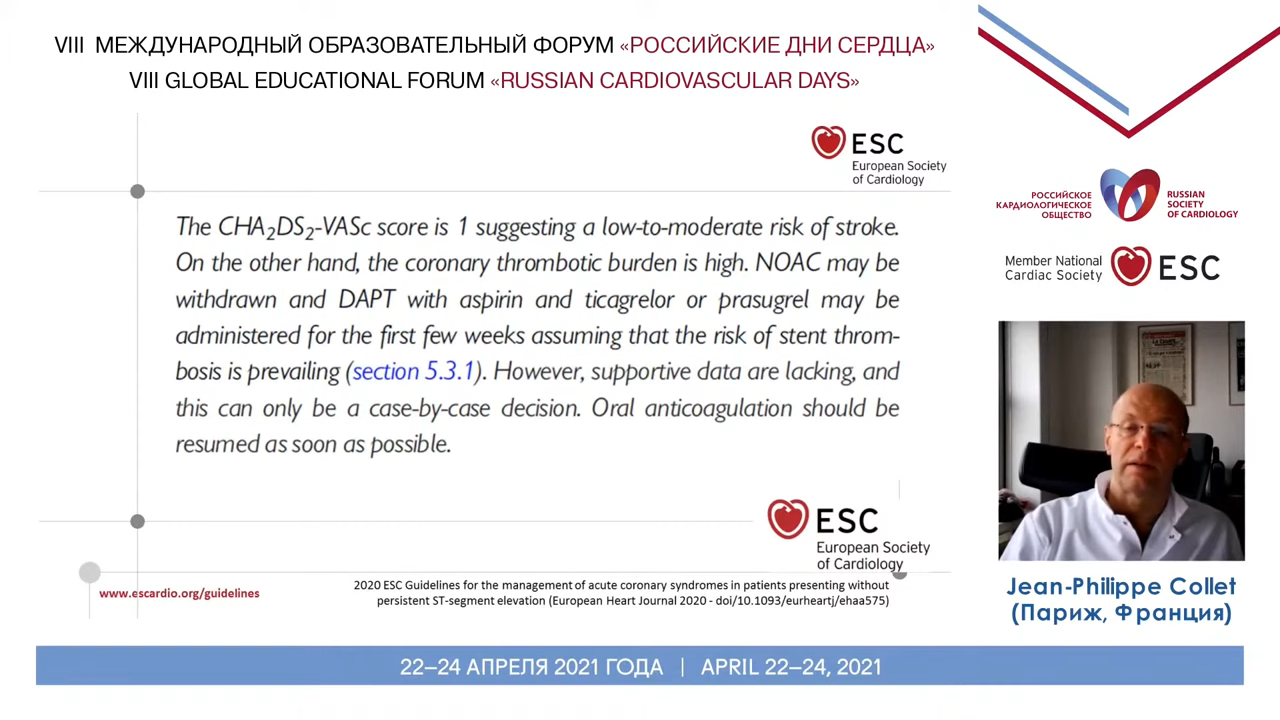 VIII МЕЖДУНАРОДНЫЙ ОБРАЗОВАТЕЛЬНЫЙ ФОРУМ «РОССИЙСКИЕ ДНИ СЕРДЦА»
VIII GLOBAL EDUCATIONAL FORUM «RUSSIAN CARDIOVASCULAR DAYS»
ESC
European Society
of Cardiology
The CHA₂DS₂-VASc score is 1 suggesting a low-to-moderate risk of stroke.
On the other hand, the coronary thrombotic burden is high. NOAC may be
withdrawn and DAPT with aspirin and ticagrelor or prasugrel may be
administered for the first few weeks assuming that the risk of stent throm-
bosis is prevailing (section 5.3.1). However, supportive data are lacking, and
this can only be a case-by-case decision. Oral anticoagulation should be
resumed as soon as possible.
ESC
European Society
of Cardiology
www.escardio.org/guidelines
2020 ESC Guidelines for the management of acute coronary syndromes in patients presenting without
persistent ST-segment elevation (European Heart Journal 2020 - doi/10.1093/eurheartj/ehaa575)
РОССИЙСКОЕ
КАРДИОЛОГИЧЕСКОЕ
ОБЩЕСТВО
RUSSIAN
SOCIETY
OF CARDIOLOGY
Member National
Cardiac Society
ESC
Jean-Philippe Collet
(Париж, Франция)
22–24 АПРЕЛЯ 2021 ГОДА | APRIL 22–24, 2021